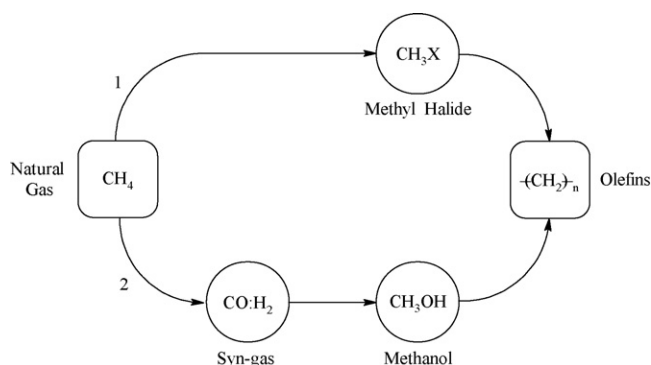 1
CH₃X
Methyl Halide
Natural
Gas
CH₄
-(CH₂)-ₙ
Olefins
2
CO:H₂
CH₃OH
Syn-gas
Methanol